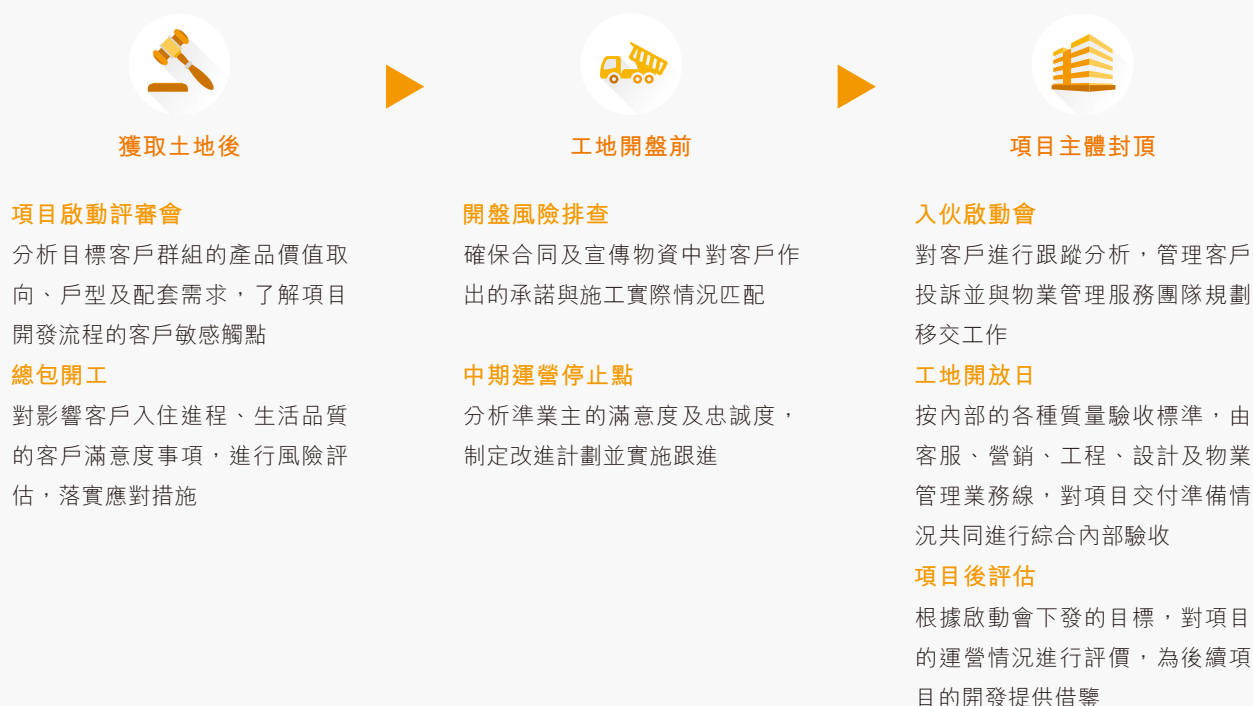 獲取土地後
項目啟動評審會
分析目標客戶群組的產品價值取
向、戶型及配套需求，了解項目
開發流程的客戶敏感觸點
總包開工
對影響客戶入住進程、生活品質
的客戶滿意度事項，進行風險評
估，落實應對措施
工地開盤前
開盤風險排查
確保合同及宣傳物資中對客戶作
出的承諾與施工實際情況匹配
中期運營停止點
分析準業主的滿意度及忠誠度，
制定改進計劃並實施跟進
項目主體封頂
入伙啟動會
對客戶進行跟蹤分析，管理客戶
投訴並與物業管理服務團隊規劃
移交工作
工地開放日
按內部的各種質量驗收標準，由
客服、營銷、工程、設計及物業
管理業務線，對項目交付準備情
況共同進行綜合內部驗收
項目後評估
根據啟動會下發的目標，對項目
的運營情況進行評價，為後續項
目的開發提供借鑒